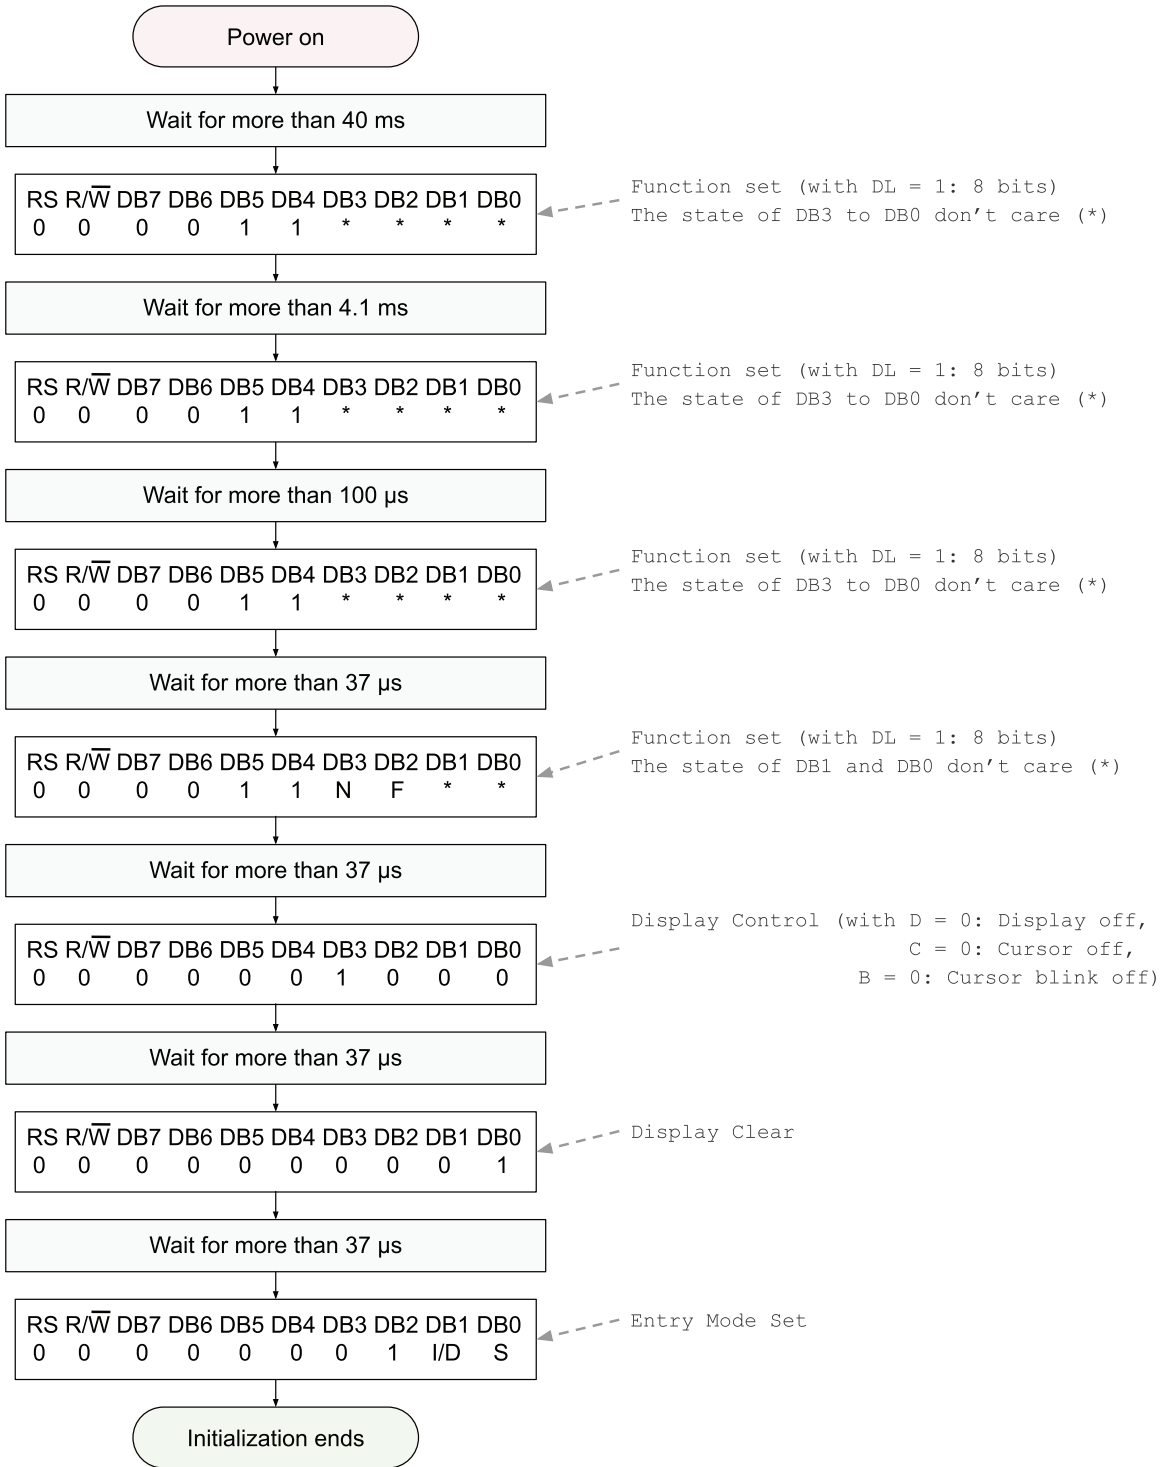 Power on
Wait for more than 40 ms
RS R/W̅ DB7 DB6 DB5 DB4 DB3 DB2 DB1 DB0
0 0 0 0 1 1 * * * *
Function set (with DL = 1: 8 bits)
The state of DB3 to DB0 don't care (*)
Wait for more than 4.1 ms
RS R/W̅ DB7 DB6 DB5 DB4 DB3 DB2 DB1 DB0
0 0 0 0 1 1 * * * *
Function set (with DL = 1: 8 bits)
The state of DB3 to DB0 don't care (*)
Wait for more than 100 µs
RS R/W̅ DB7 DB6 DB5 DB4 DB3 DB2 DB1 DB0
0 0 0 0 1 1 * * * *
Function set (with DL = 1: 8 bits)
The state of DB3 to DB0 don't care (*)
Wait for more than 37 µs
RS R/W̅ DB7 DB6 DB5 DB4 DB3 DB2 DB1 DB0
0 0 0 0 1 1 N F * *
Function set (with DL = 1: 8 bits)
The state of DB1 and DB0 don't care (*)
Wait for more than 37 µs
RS R/W̅ DB7 DB6 DB5 DB4 DB3 DB2 DB1 DB0
0 0 0 0 0 0 1 0 0 0
Display Control (with D = 0: Display off,
C = 0: Cursor off,
B = 0: Cursor blink off)
Wait for more than 37 µs
RS R/W̅ DB7 DB6 DB5 DB4 DB3 DB2 DB1 DB0
0 0 0 0 0 0 0 0 0 1
Display Clear
Wait for more than 37 µs
RS R/W̅ DB7 DB6 DB5 DB4 DB3 DB2 DB1 DB0
0 0 0 0 0 0 0 1 I/D S
Entry Mode Set
Initialization ends